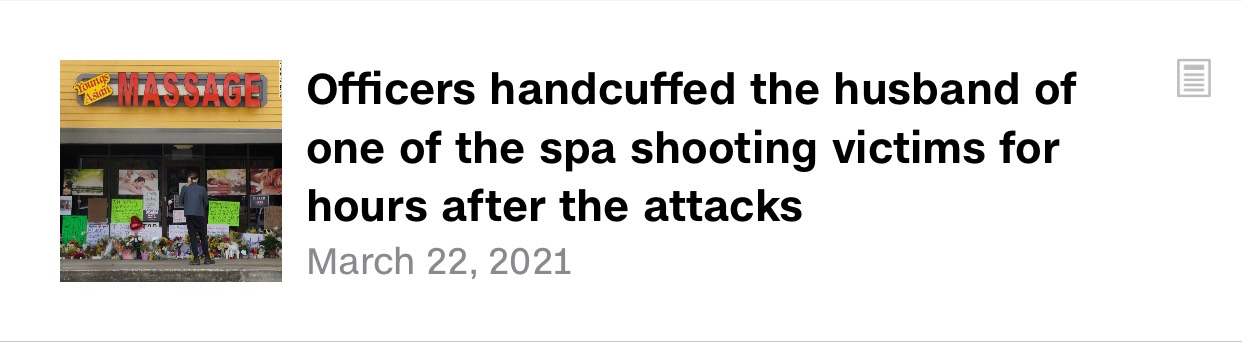 Young's
Asian
MASSAGE
Officers handcuffed the husband of
one of the spa shooting victims for
hours after the attacks
March 22, 2021